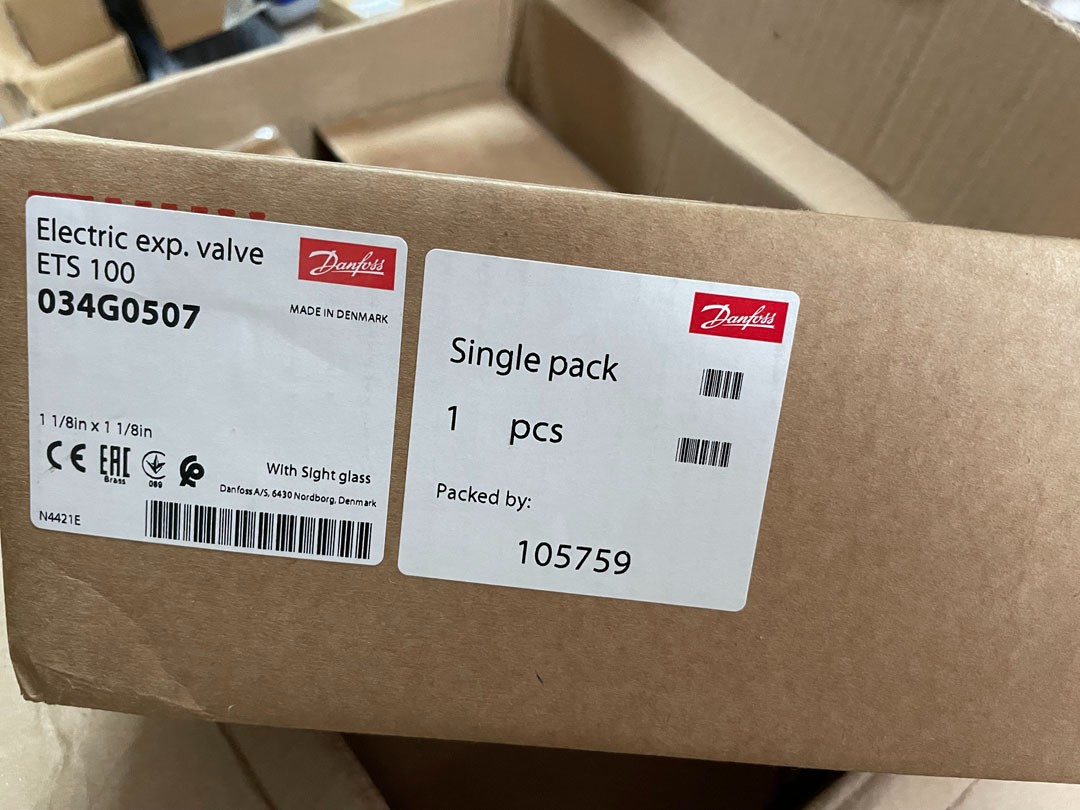 Electric exp. valve
ETS 100
034G0507
Danfoss
MADE IN DENMARK
1 1/8in x 1 1/8in
CE EAC
Brass
089
With Sight glass
Danfoss A/S, 6430 Nordborg, Denmark
N4421E
Danfoss
Single pack
1 pcs
Packed by:
105759